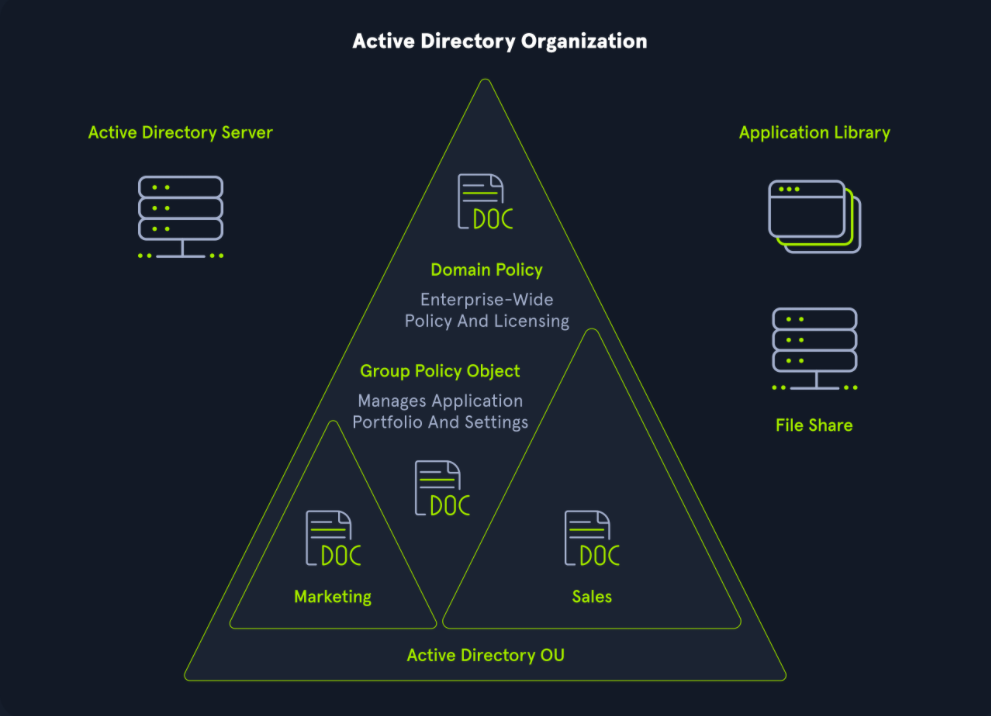 Active Directory Organization
Active Directory Server
Application Library
DOC
Domain Policy
Enterprise-Wide
Policy And Licensing
Group Policy Object
Manages Application
Portfolio And Settings
File Share
DOC
DOC
DOC
Marketing
Sales
Active Directory OU